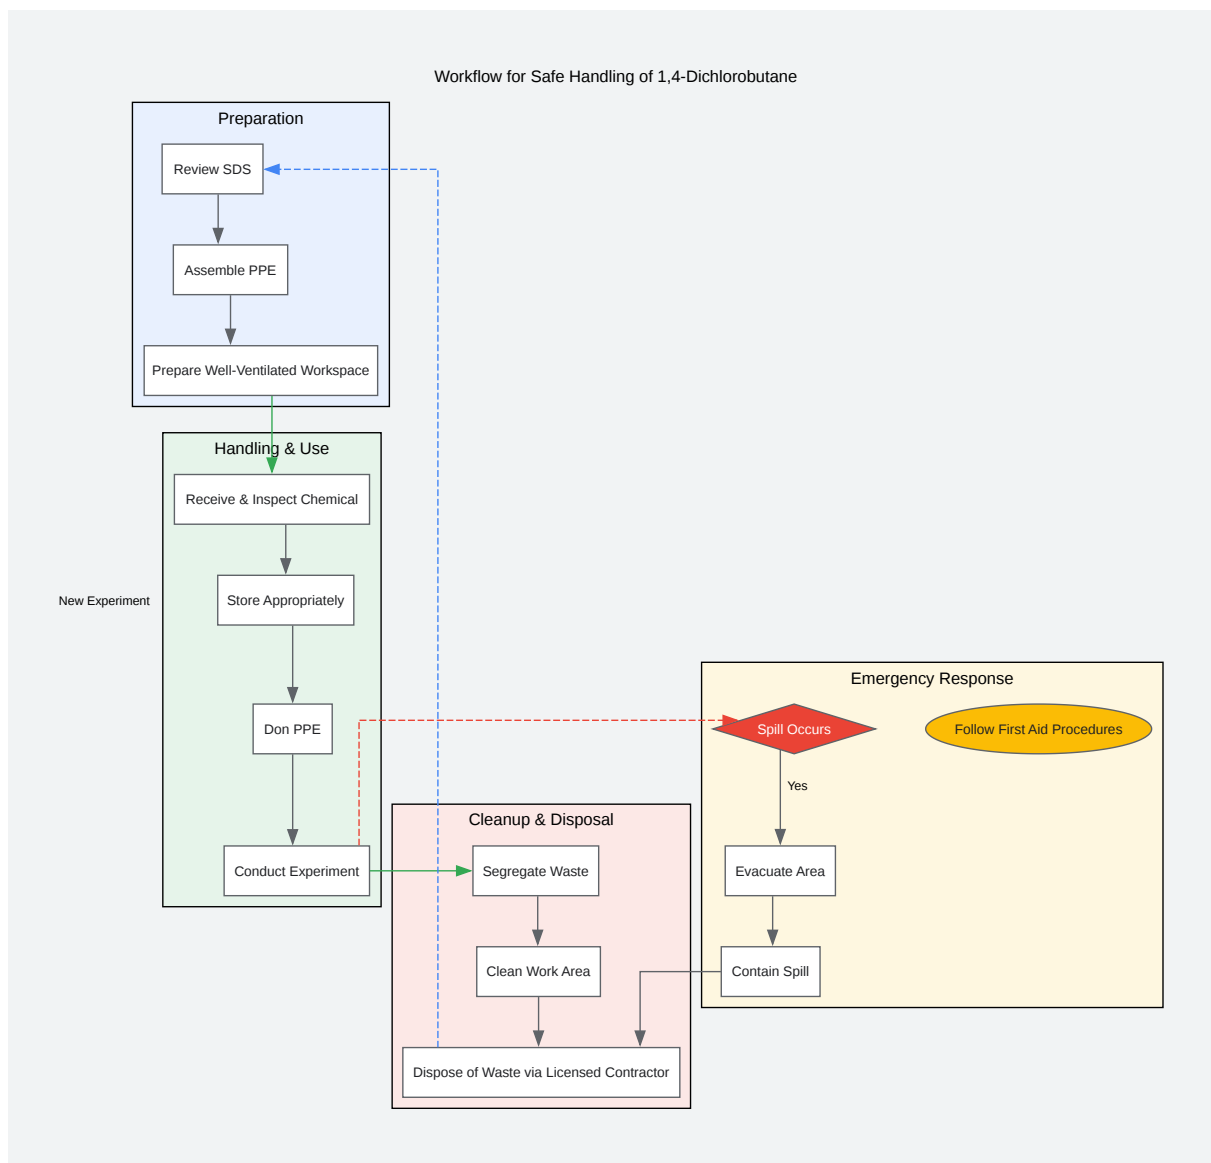 Workflow for Safe Handling of 1,4-Dichlorobutane
Preparation
Review SDS
Assemble PPE
Prepare Well-Ventilated Workspace
Handling & Use
Receive & Inspect Chemical
Store Appropriately
New Experiment
Don PPE
Conduct Experiment
Cleanup & Disposal
Segregate Waste
Clean Work Area
Dispose of Waste via Licensed Contractor
Emergency Response
Spill Occurs
Follow First Aid Procedures
Yes
Evacuate Area
Contain Spill